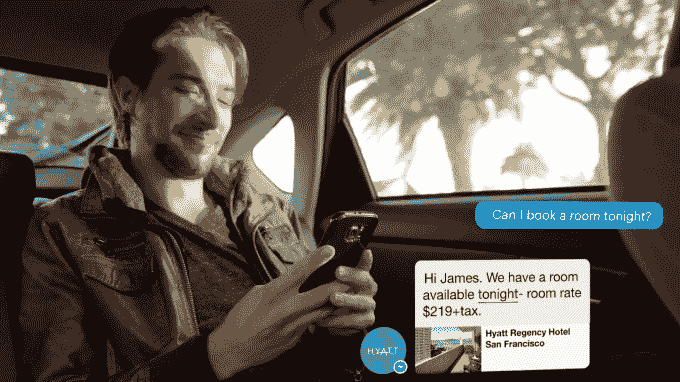 Can I book a room tonight?
Hi James. We have a room
available tonight- room rate
$219+tax.
Hyatt Regency Hotel
San Francisco
HYATT